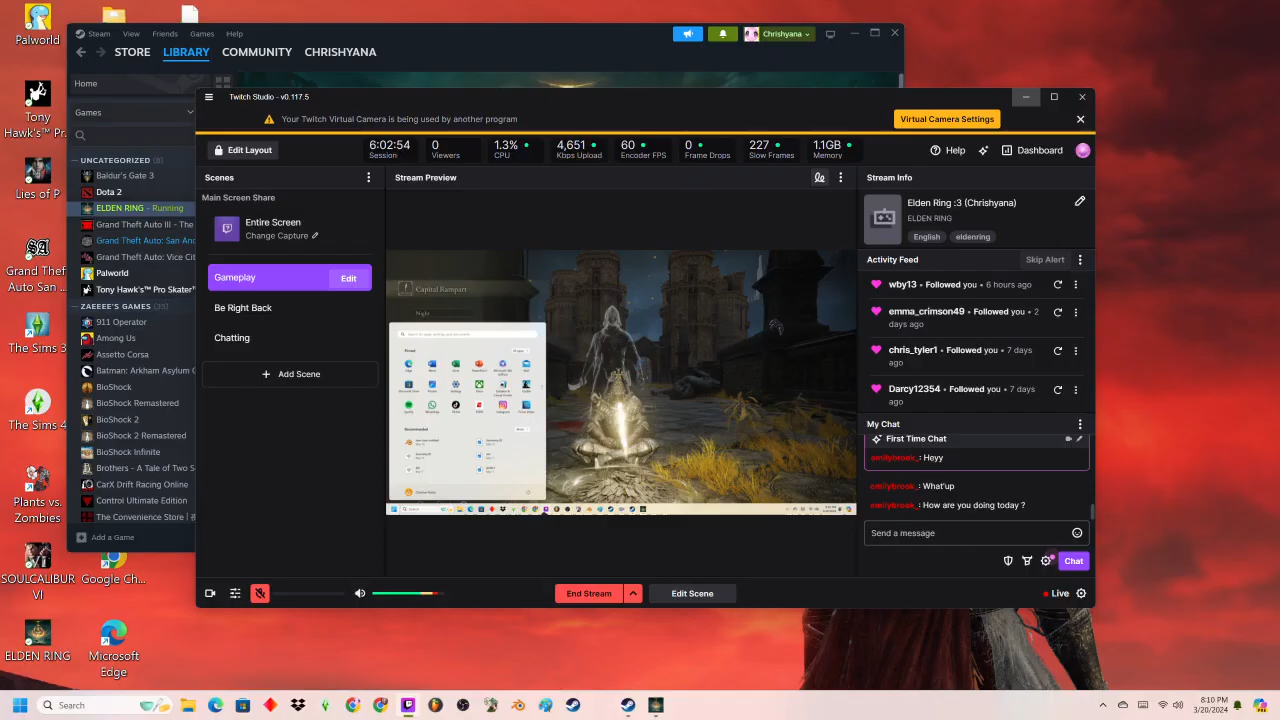 Palworld
Tony
Hawk's™ Pr...
Lies of P
Grand Theft
Auto San ...
The Sims 3
The Sims 4
Plants vs.
Zombies
SOULCALIBUR
VI
Google Ch...
ELDEN RING
Microsoft
Edge
Steam View Friends Games Help
Chrishyana
STORE LIBRARY COMMUNITY CHRISHYANA
Home
Games
UNCATEGORIZED (8)
Baldur's Gate 3
Dota 2
ELDEN RING - Running
Grand Theft Auto III - The
Grand Theft Auto: San And
Grand Theft Auto: Vice City
Palworld
Tony Hawk's™ Pro Skater™
ZAEEEE'S GAMES (35)
911 Operator
Among Us
Assetto Corsa
Batman: Arkham Asylum G
BioShock
BioShock Remastered
BioShock 2
BioShock 2 Remastered
BioShock Infinite
Brothers - A Tale of Two S
CarX Drift Racing Online
Control Ultimate Edition
The Convenience Store |
Add a Game
Twitch Studio - v0.117.5
Your Twitch Virtual Camera is being used by another program
Virtual Camera Settings
Edit Layout
6:02:54 0 1.3% 4,651 60 0 227 1.1GB
Session Viewers CPU Kbps Upload Encoder FPS Frame Drops Slow Frames Memory
Help
Dashboard
Scenes
Main Screen Share
Entire Screen
Change Capture
Gameplay
Edit
Be Right Back
Chatting
Add Scene
Stream Preview
Capital Rampart
Night
Stream Info
Elden Ring :3 (Chrishyana)
ELDEN RING
English eldenring
Activity Feed
Skip Alert
wby13 • Followed you • 6 hours ago
emma_crimson49 • Followed you • 2
days ago
chris_tyler1 • Followed you • 7 days
ago
Darcy12354 • Followed you • 7 days
ago
My Chat
First Time Chat
emilybrook_: Heyy
emilybrook_: What'up
emilybrook_: How are you doing today ?
Send a message
Chat
End Stream
Edit Scene
Live
Search
8:10 PM
3/20/2024